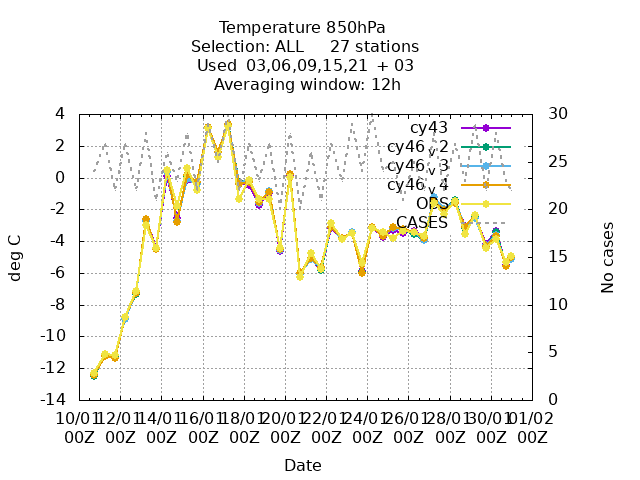 Temperature 850hPa
Selection: ALL 27 stations
Used 03,06,09,15,21 + 03
Averaging window: 12h
4
2
0
-2
-4
-6
-8
-10
-12
-14
deg C
30
25
20
15
10
5
0
No cases
cy43
cy46_v_2
cy46_v_3
cy46_v_4
OBS
CASES
10/01 12/01 14/01 16/01 18/01 20/01 22/01 24/01 26/01 28/01 30/01 01/02
00Z 00Z 00Z 00Z 00Z 00Z 00Z 00Z 00Z 00Z 00Z 00Z
Date